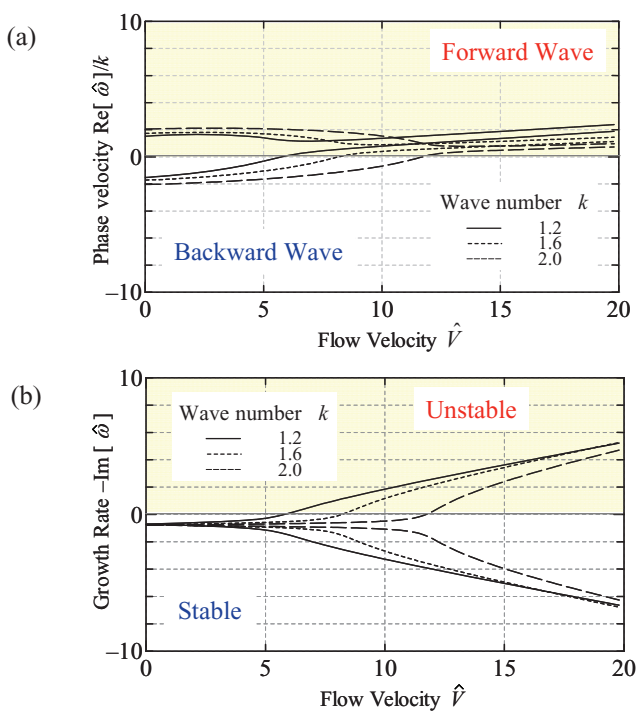 (a)
10
Forward Wave
Phase velocity Re[ ω̂ ]/k
0
Wave number k
1.2
1.6
2.0
Backward Wave
−10
0 5 10 15 20
Flow Velocity V̂
(b)
10
Wave number k
1.2
1.6
2.0
Unstable
Growth Rate −Im[ ω̂ ]
0
Stable
−10
0 5 10 15 20
Flow Velocity V̂